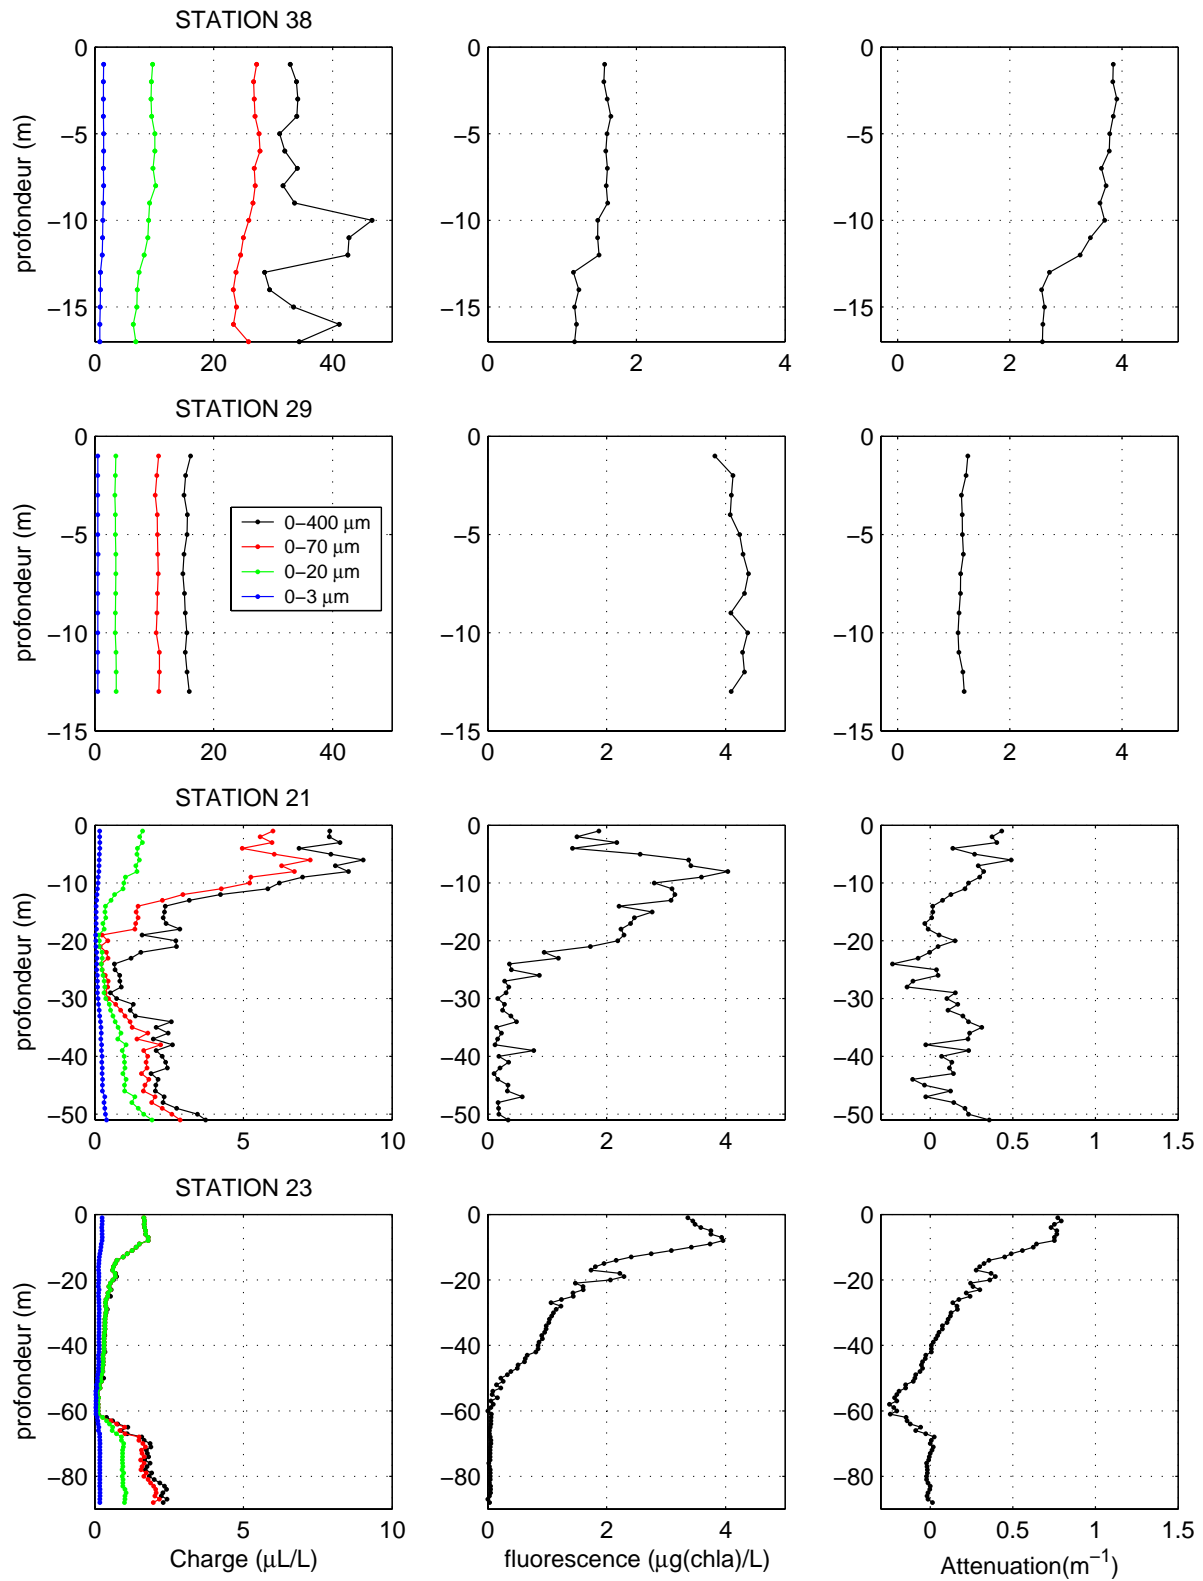 STATION 38
0
−5
−10
−15
profondeur (m)
0 20 40
0 2 4
0 2 4
STATION 29
0
−5
−10
−15
profondeur (m)
0−400 μm
0−70 μm
0−20 μm
0−3 μm
0 20 40
0 2 4
0 2 4
STATION 21
0
−10
−20
−30
−40
−50
profondeur (m)
0 5 10
0 2 4
0 0.5 1 1.5
STATION 23
0
−20
−40
−60
−80
profondeur (m)
0 5 10
0 2 4
0 0.5 1 1.5
Charge (μL/L)
fluorescence (μg(chla)/L)
Attenuation(m⁻¹)
0
−5
−10
−15
0
−5
−10
−15
0
−5
−10
−15
0
−5
−10
−15
0
−10
−20
−30
−40
−50
0
−10
−20
−30
−40
−50
0
−20
−40
−60
−80
0
−20
−40
−60
−80